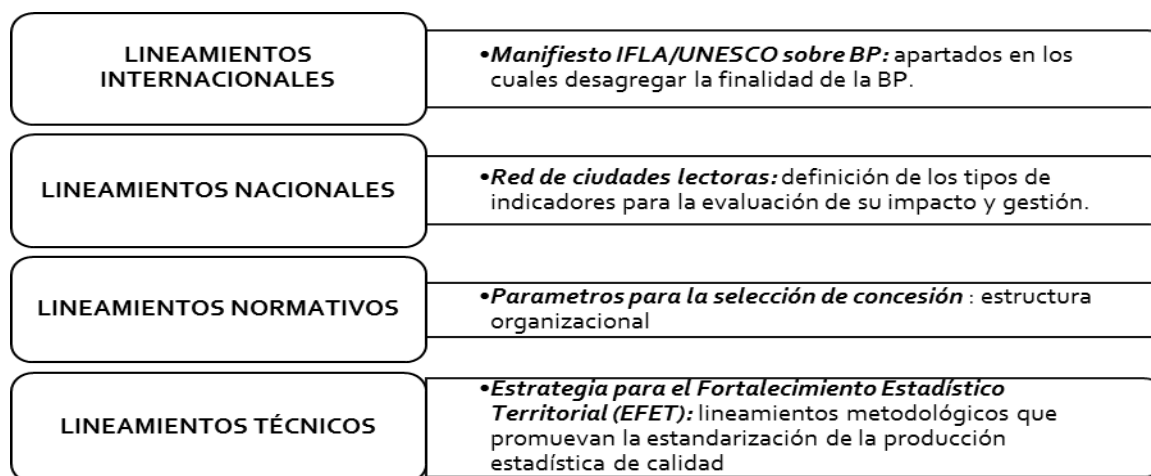 LINEAMIENTOS
INTERNACIONALES
•Manifiesto IFLA/UNESCO sobre BP: apartados en los
cuales desagregar la finalidad de la BP.
LINEAMIENTOS NACIONALES
•Red de ciudades lectoras: definición de los tipos de
indicadores para la evaluación de su impacto y gestión.
LINEAMIENTOS NORMATIVOS
•Parametros para la selección de concesión : estructura
organizacional
LINEAMIENTOS TÉCNICOS
•Estrategia para el Fortalecimiento Estadístico
Territorial (EFET): lineamientos metodológicos que
promuevan la estandarización de la producción
estadística de calidad